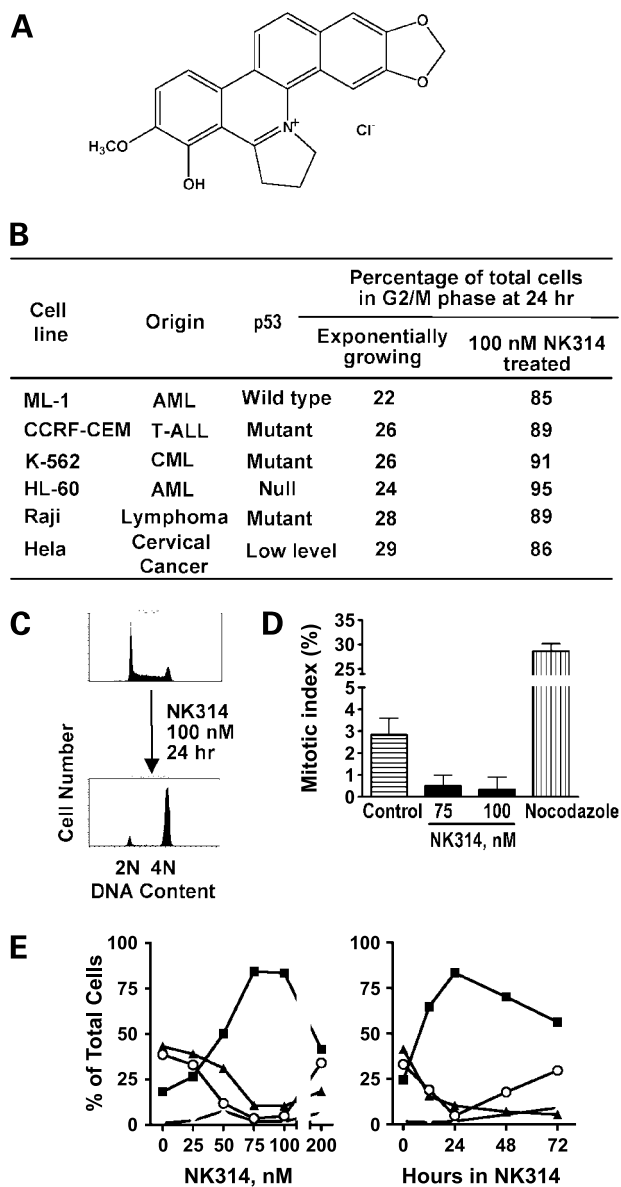 A
O
O
N+
Cl-
H3CO
OH
B
Percentage of total cells
in G2/M phase at 24 hr
Cell
line
Origin
p53
Exponentially
growing
100 nM NK314
treated
ML-1 AML Wild type 22 85
CCRF-CEM T-ALL Mutant 26 89
K-562 CML Mutant 26 91
HL-60 AML Null 24 95
Raji Lymphoma Mutant 28 89
Hela Cervical Cancer Low level 29 86
C
NK314
100 nM
24 hr
Cell Number
2N 4N
DNA Content
D
Mitotic index (%)
35
30
25
5
4
3
2
1
0
Control 75 100 Nocodazole
NK314, nM
E
% of Total Cells
100
75
50
25
0
0 25 50 75 100 200
NK314, nM
100
75
50
25
0
0 24 48 72
Hours in NK314